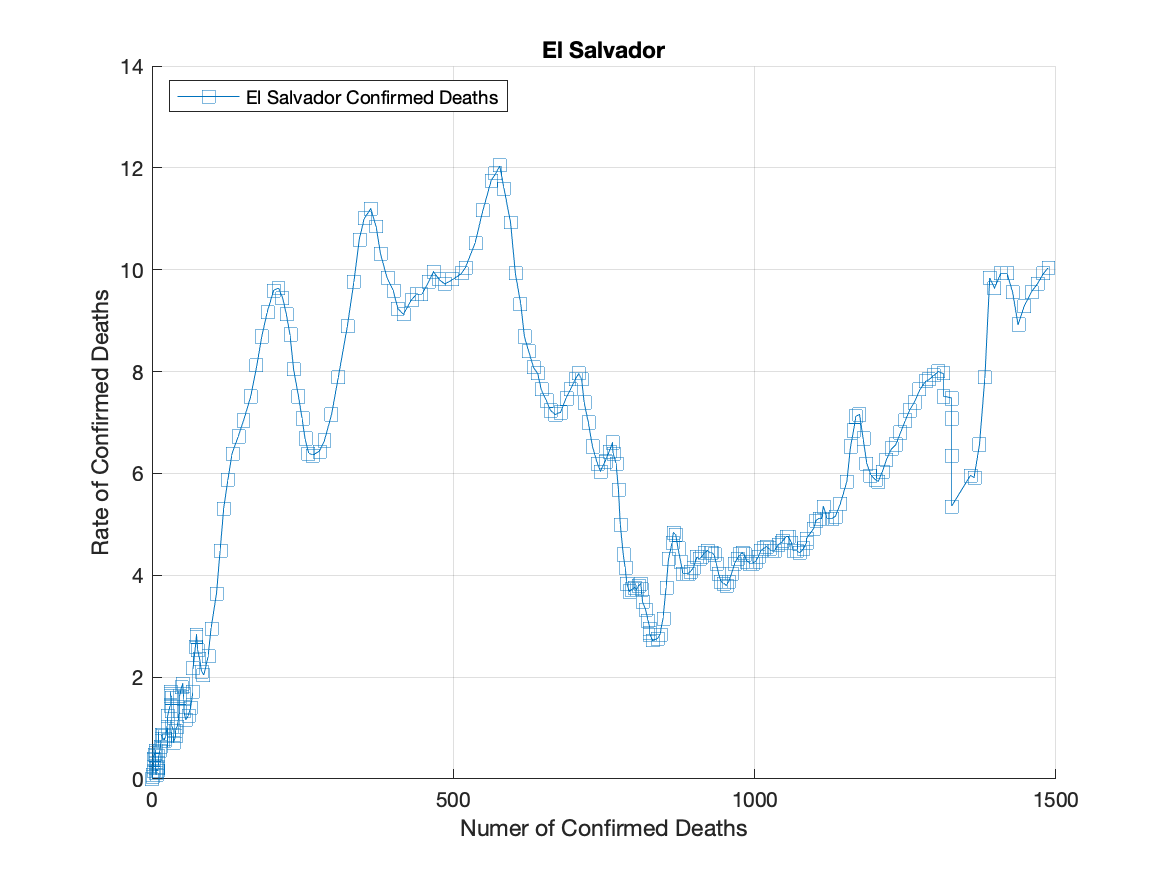 El Salvador
14
El Salvador Confirmed Deaths
12
10
8
6
4
2
0
Rate of Confirmed Deaths
0 500 1000 1500
Numer of Confirmed Deaths